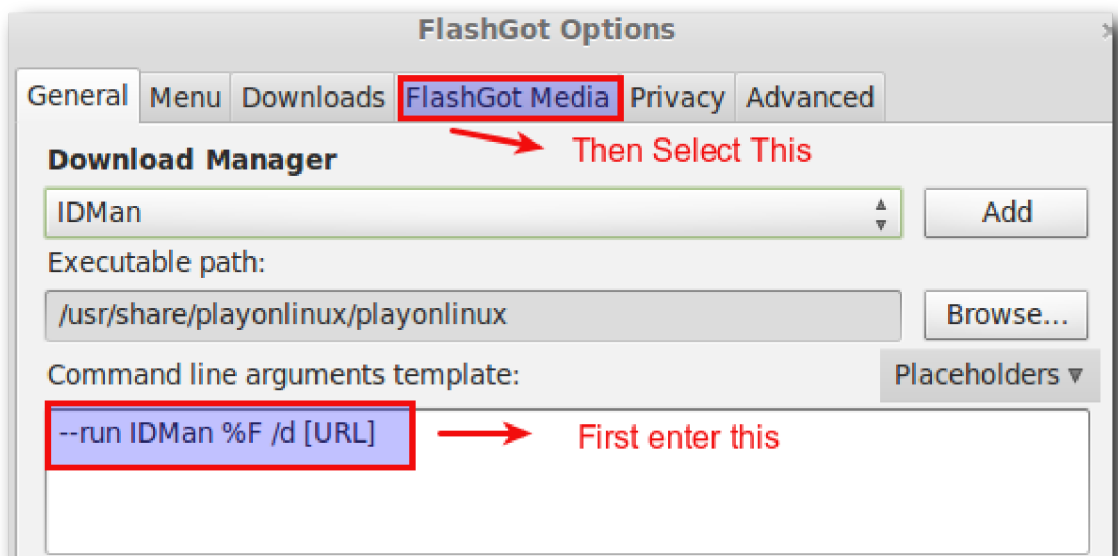 FlashGot Options
General Menu Downloads FlashGot Media Privacy Advanced
Then Select This
Download Manager
IDMan Add
Executable path:
/usr/share/playonlinux/playonlinux Browse...
Command line arguments template: Placeholders
--run IDMan %F /d [URL]
First enter this